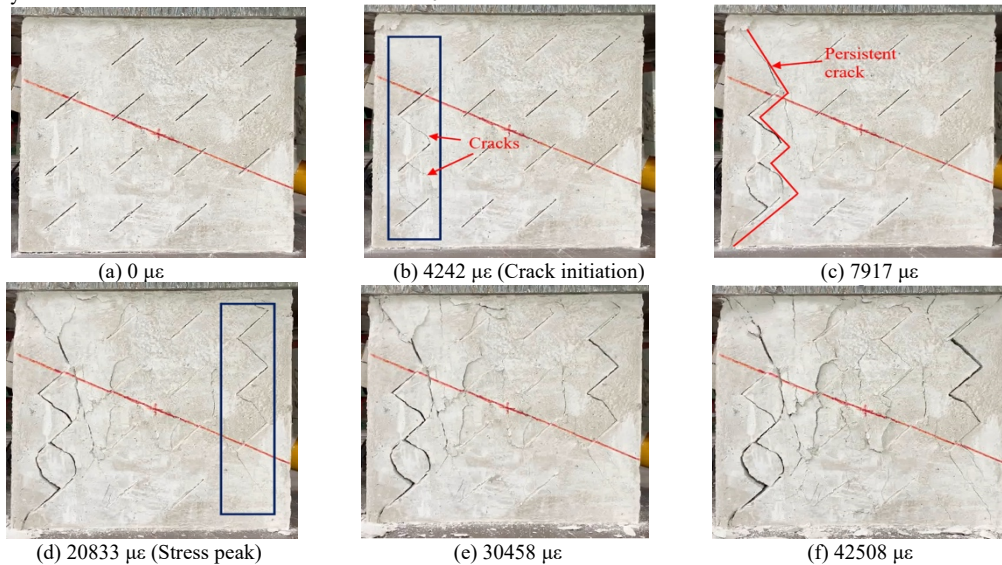 Cracks
Persistent
crack
(a) 0 με
(b) 4242 με (Crack initiation)
(c) 7917 με
(d) 20833 με (Stress peak)
(e) 30458 με
(f) 42508 με